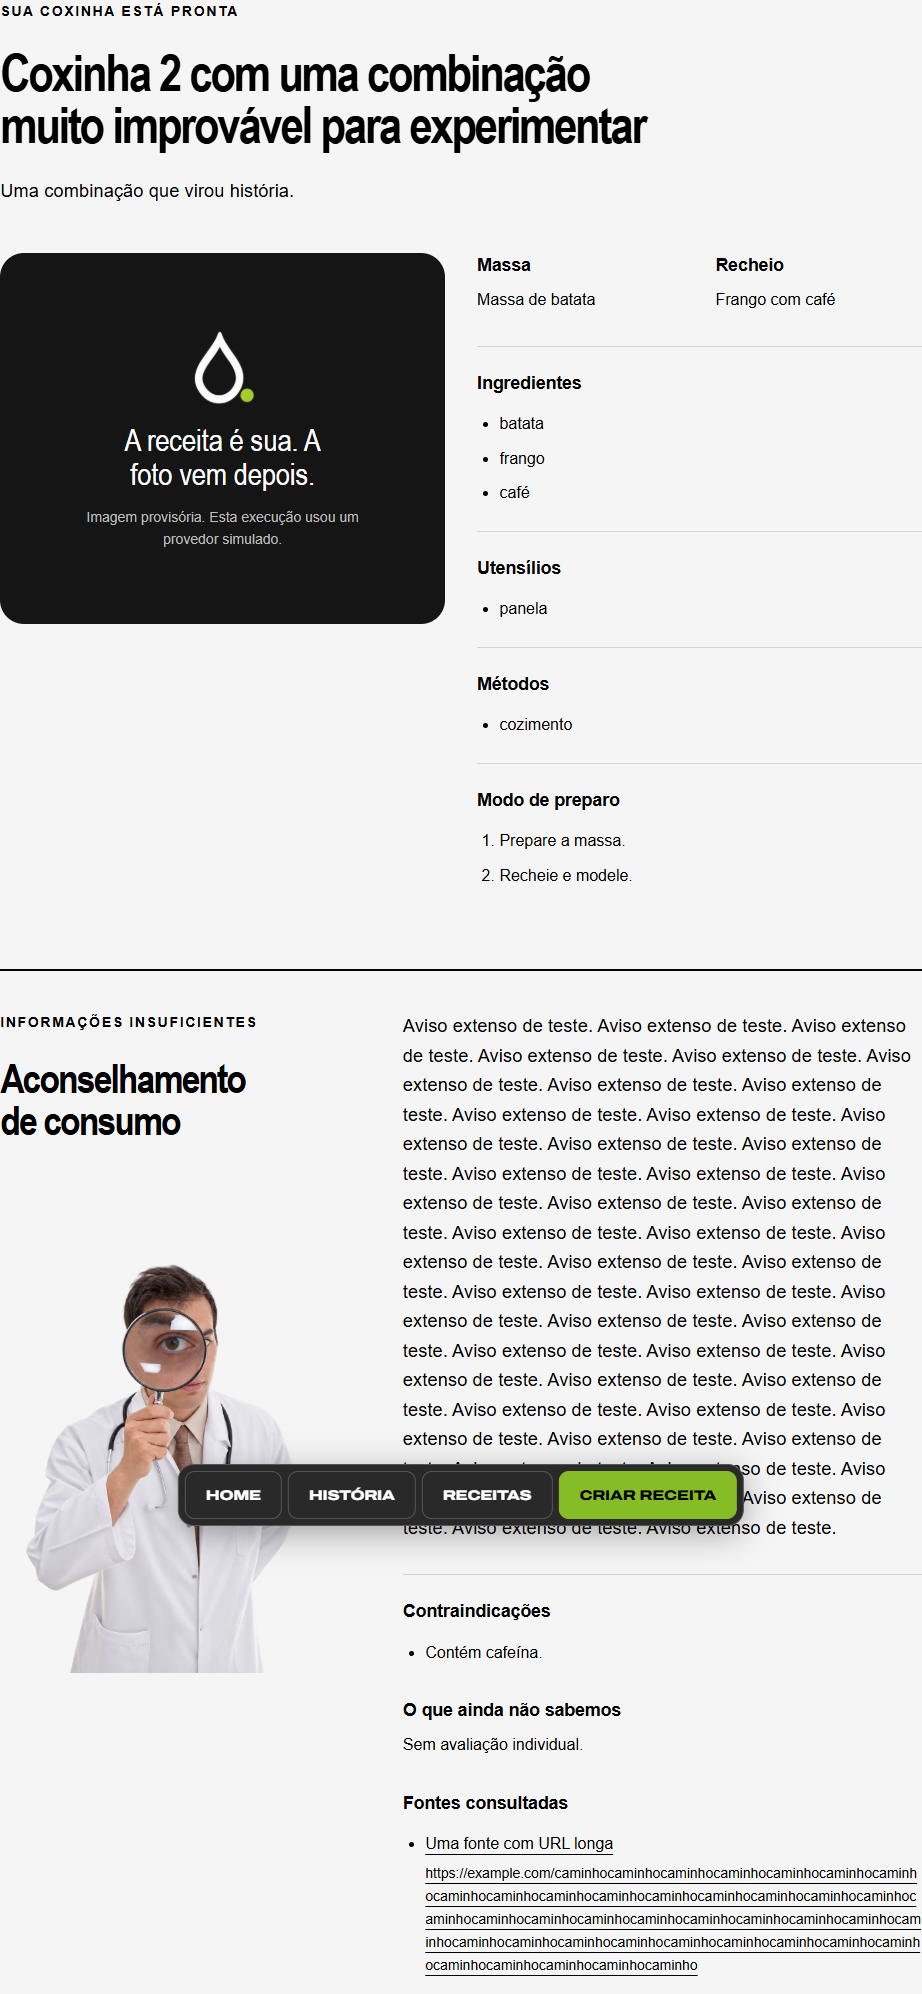 SUA COXINHA ESTÁ PRONTA
Coxinha 2 com uma combinação
muito improvável para experimentar
Uma combinação que virou história.
A receita é sua. A
foto vem depois.
Imagem provisória. Esta execução usou um
provedor simulado.
Massa
Massa de batata
Recheio
Frango com café
Ingredientes
batata
frango
café
Utensílios
panela
Métodos
cozimento
Modo de preparo
1. Prepare a massa.
2. Recheie e modele.
INFORMAÇÕES INSUFICIENTES
Aconselhamento
de consumo
Aviso extenso de teste. Aviso extenso de teste. Aviso extenso
de teste. Aviso extenso de teste. Aviso extenso de teste. Aviso
extenso de teste. Aviso extenso de teste. Aviso extenso de
teste. Aviso extenso de teste. Aviso extenso de teste. Aviso
extenso de teste. Aviso extenso de teste. Aviso extenso de
teste. Aviso extenso de teste. Aviso extenso de teste. Aviso
extenso de teste. Aviso extenso de teste. Aviso extenso de
teste. Aviso extenso de teste. Aviso extenso de teste. Aviso
extenso de teste. Aviso extenso de teste. Aviso extenso de
teste. Aviso extenso de teste. Aviso extenso de teste. Aviso
extenso de teste. Aviso extenso de teste. Aviso extenso de
teste. Aviso extenso de teste. Aviso extenso de teste. Aviso
extenso de teste. Aviso extenso de teste. Aviso extenso de
teste. Aviso extenso de teste. Aviso extenso de teste. Aviso
extenso de teste. Aviso extenso de teste. Aviso extenso de
de teste. Aviso
Aviso extenso de
teste. Aviso extenso de teste. Aviso extenso de teste.
HOME
HISTÓRIA
RECEITAS
CRIAR RECEITA
Contraindicações
Contém cafeína.
O que ainda não sabemos
Sem avaliação individual.
Fontes consultadas
Uma fonte com URL longa
https://example.com/caminhocaminhocaminhocaminhocaminhocaminhocaminh
ocaminhocaminhocaminhocaminhocaminhocaminhocaminhocaminhocaminhoc
aminhocaminhocaminhocaminhocaminhocaminhocaminhocaminhocaminhocam
inhocaminhocaminhocaminhocaminhocaminhocaminhocaminhocaminhocaminh
ocaminhocaminhocaminhocaminhocaminho